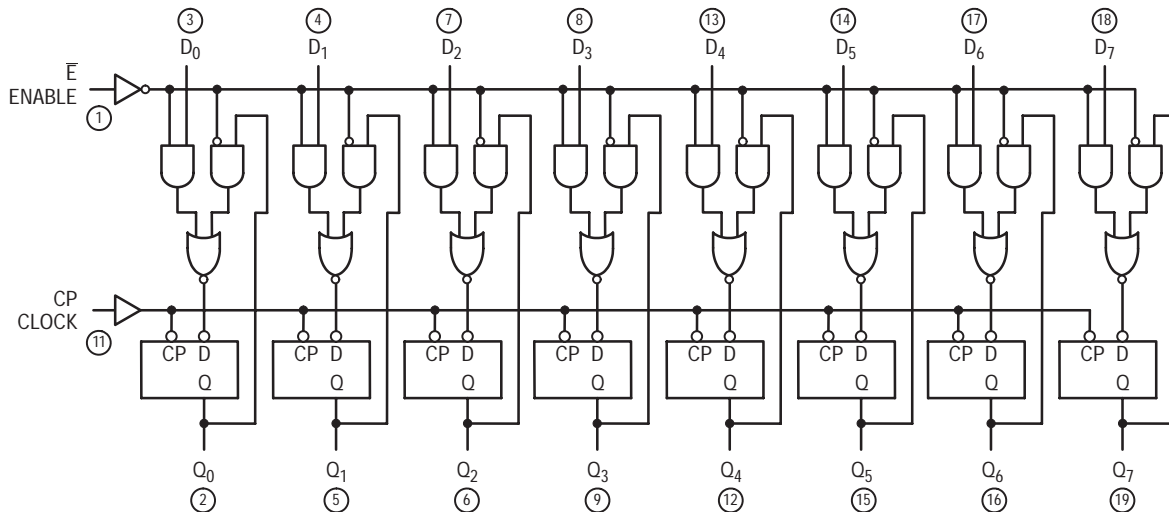 3 4 7 8 13 14 17 18
D0 D1 D2 D3 D4 D5 D6 D7
E̅
ENABLE
1
CP
CLOCK
11
CP D CP D CP D CP D CP D CP D CP D CP D
Q Q Q Q Q Q Q Q
Q0 Q1 Q2 Q3 Q4 Q5 Q6 Q7
2 5 6 9 12 15 16 19